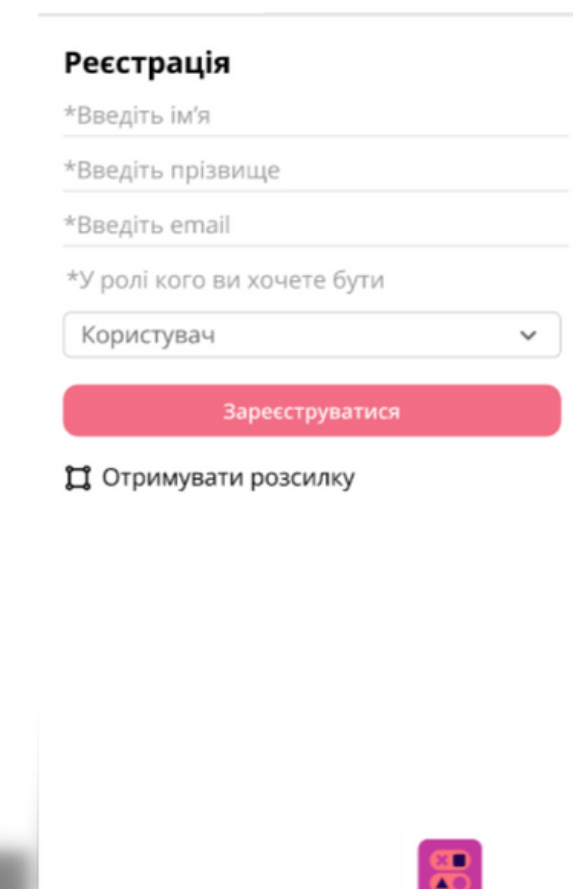 Реєстрація
*Введіть ім'я
*Введіть прізвище
*Введіть email
*У ролі кого ви хочете бути
Користувач
Зареєструватися
Отримувати розсилку